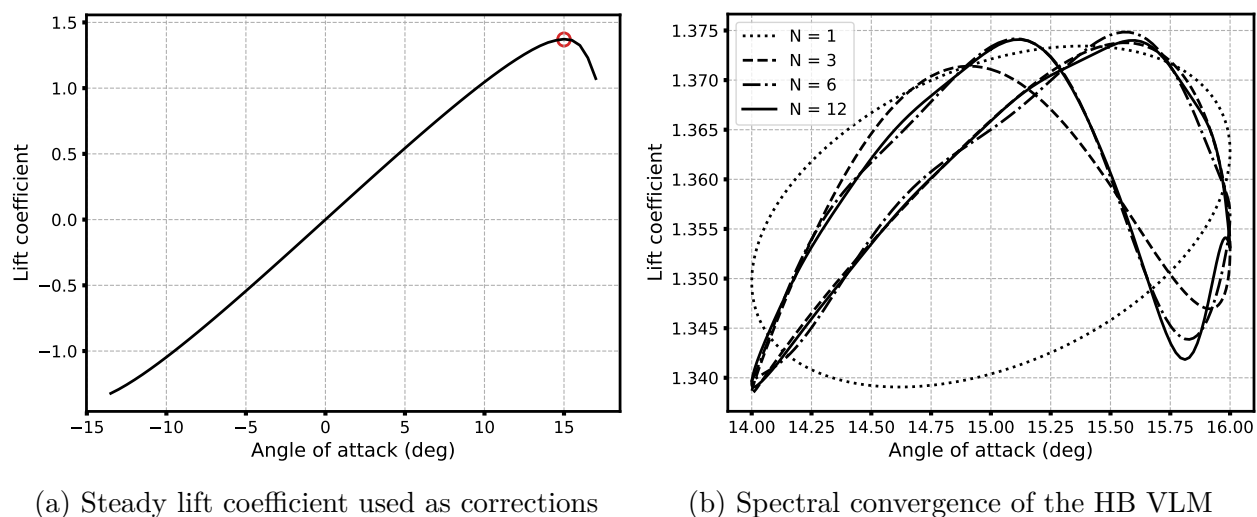 1.5
1.0
0.5
0.0
−0.5
−1.0
Lift coefficient
−15 −10 −5 0 5 10 15
Angle of attack (deg)
(a) Steady lift coefficient used as corrections
1.375
1.370
1.365
1.360
1.355
1.350
1.345
1.340
Lift coefficient
N = 1
N = 3
N = 6
N = 12
14.00 14.25 14.50 14.75 15.00 15.25 15.50 15.75 16.00
Angle of attack (deg)
(b) Spectral convergence of the HB VLM